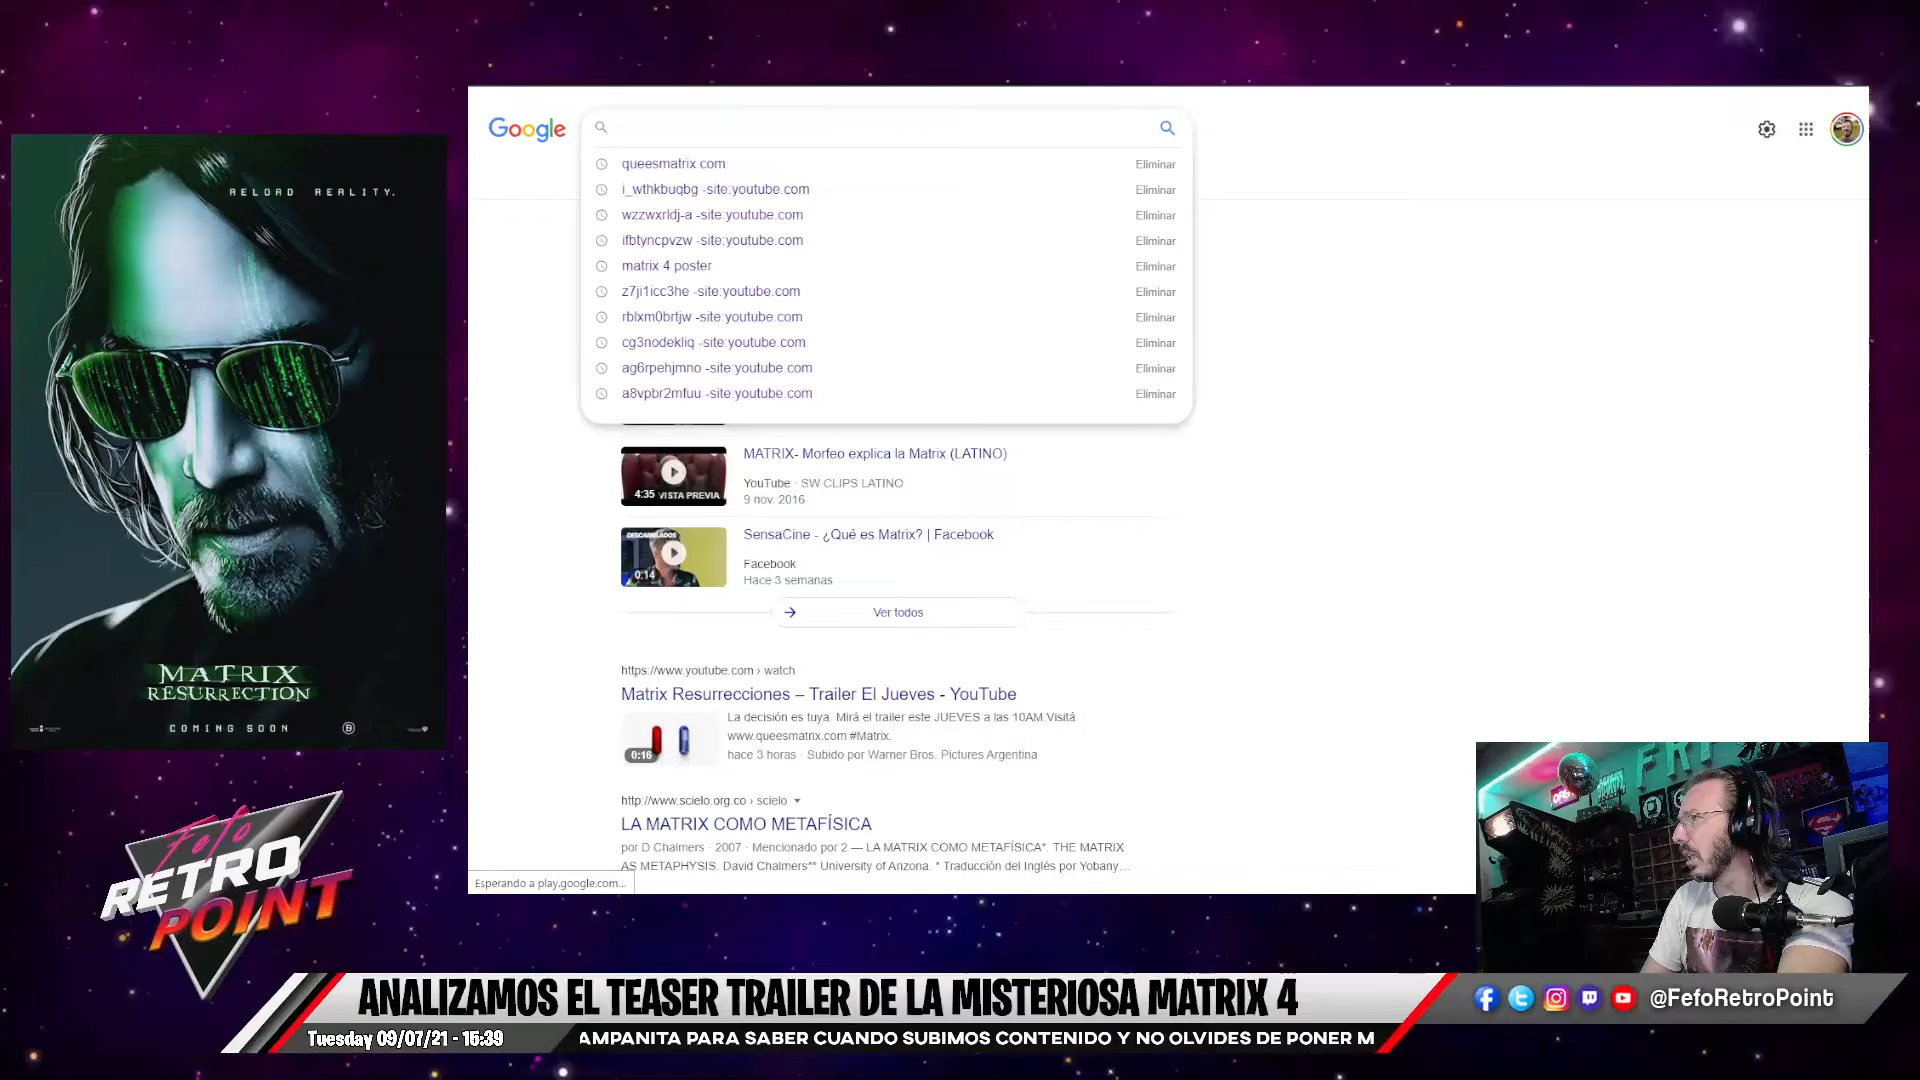 RELOAD REALITY.
MATRIX
RESURRECTION
COMING SOON
Google
queesmatrix.com
Eliminar
i_wthkbuqbg -site:youtube.com
Eliminar
wzzwxrldj-a -site:youtube.com
Eliminar
ifbtyncpvzw -site:youtube.com
Eliminar
matrix 4 poster
Eliminar
z7ji1icc3he -site:youtube.com
Eliminar
rblxm0brtjw -site:youtube.com
Eliminar
cg3nodekliq -site:youtube.com
Eliminar
ag6rpehjmno -site:youtube.com
Eliminar
a8vpbr2mfuu -site:youtube.com
Eliminar
4:35 VISTA PREVIA
MATRIX- Morfeo explica la Matrix (LATINO)
YouTube · SW CLIPS LATINO
9 nov. 2016
0:14
SensaCine - ¿Qué es Matrix? | Facebook
Facebook
Hace 3 semanas
Ver todos
https://www.youtube.com › watch
Matrix Resurrecciones – Trailer El Jueves - YouTube
0:16
La decisión es tuya. Mirá el trailer este JUEVES a las 10AM.Visitá
www.queesmatrix.com #Matrix.
hace 3 horas · Subido por Warner Bros. Pictures Argentina
http://www.scielo.org.co › scielo
LA MATRIX COMO METAFÍSICA
por D Chalmers · 2007 · Mencionado por 2 — LA MATRIX COMO METAFÍSICA*. THE MATRIX
AS METAPHYSIS. David Chalmers** University of Arizona. * Traducción del Inglés por Yobany...
Esperando a play.google.com...
Fefo
RETRO
POINT
ANALIZAMOS EL TEASER TRAILER DE LA MISTERIOSA MATRIX 4
@FefoRetroPoint
Tuesday 09/07/21 - 15:39
AMPANITA PARA SABER CUANDO SUBIMOS CONTENIDO Y NO OLVIDES DE PONER M